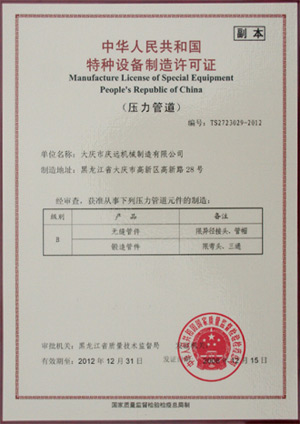 副本
中华人民共和国
特种设备制造许可证
Manufacture License of Special Equipment
People's Republic of China
(压力管道)
编号: TS2723029-2012
单位名称: 大庆市庆远机械制造有限公司
制造地址: 黑龙江省大庆市高新区高新路28号
经审查, 获准从事下列压力管道元件的制造:
级别 产 品 备注
B 无缝管件 限异径接头、管帽
锻造管件 限弯头、三通
审批机关: 黑龙江省质量技术监督局
有效期至: 2012年12月31日
12月15日
国家质量监督检验检疫总局制